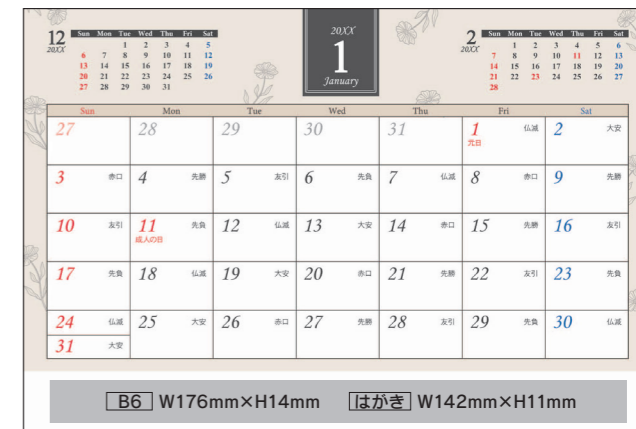 12
20XX
Sun Mon Tue Wed Thu Fri Sat
1 2 3 4 5
6 7 8 9 10 11 12
13 14 15 16 17 18 19
20 21 22 23 24 25 26
27 28 29 30 31
20XX
1
January
2
20XX
Sun Mon Tue Wed Thu Fri Sat
1 2 3 4 5 6
7 8 9 10 11 12 13
14 15 16 17 18 19 20
21 22 23 24 25 26 27
28
Sun Mon Tue Wed Thu Fri Sat
27 28 29 30 31 1 仏滅 2 大安
元日
3 赤口 4 先勝 5 友引 6 先負 7 仏滅 8 赤口 9 先勝
10 友引 11 先負 12 仏滅 13 大安 14 赤口 15 先勝 16 友引
成人の日
17 先負 18 仏滅 19 大安 20 赤口 21 先勝 22 友引 23 先負
24 仏滅 25 大安 26 赤口 27 先勝 28 友引 29 先負 30 仏滅
31 大安
B6 W176mm×H14mm はがき W142mm×H11mm